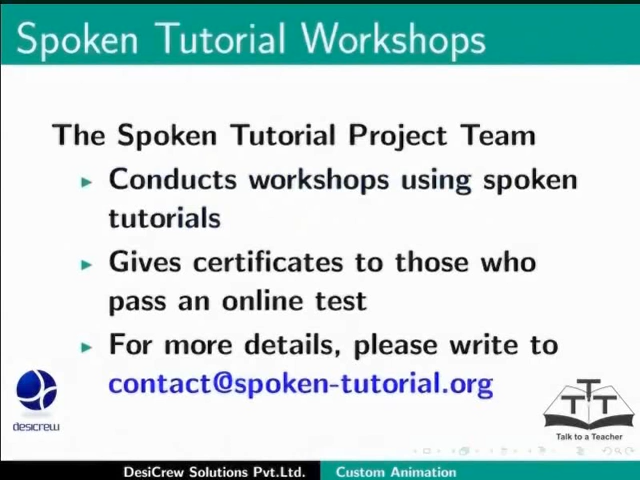 Spoken Tutorial Workshops
The Spoken Tutorial Project Team
Conducts workshops using spoken
tutorials
Gives certificates to those who
pass an online test
For more details, please write to
contact@spoken-tutorial.org
desicrew
TTT
Talk to a Teacher
DesiCrew Solutions Pvt.Ltd. Custom Animation